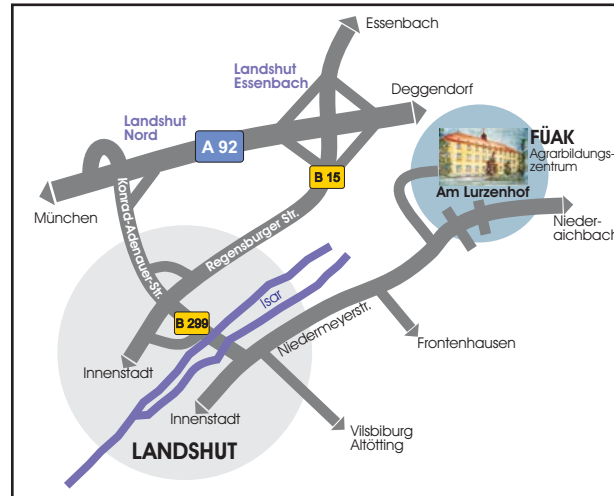 Essenbach
Landshut
Essenbach
Deggendorf
Landshut
Nord
A 92
FÜAK
Agrarbildungs-
zentrum
Am Lurzenhof
B 15
München
Konrad-Adenauer-Str.
Regensburger Str.
Nieder-
aichbach
Isar
B 299
Niedermeyerstr.
Frontenhausen
Innenstadt
Innenstadt
Vilsbiburg
Altötting
LANDSHUT